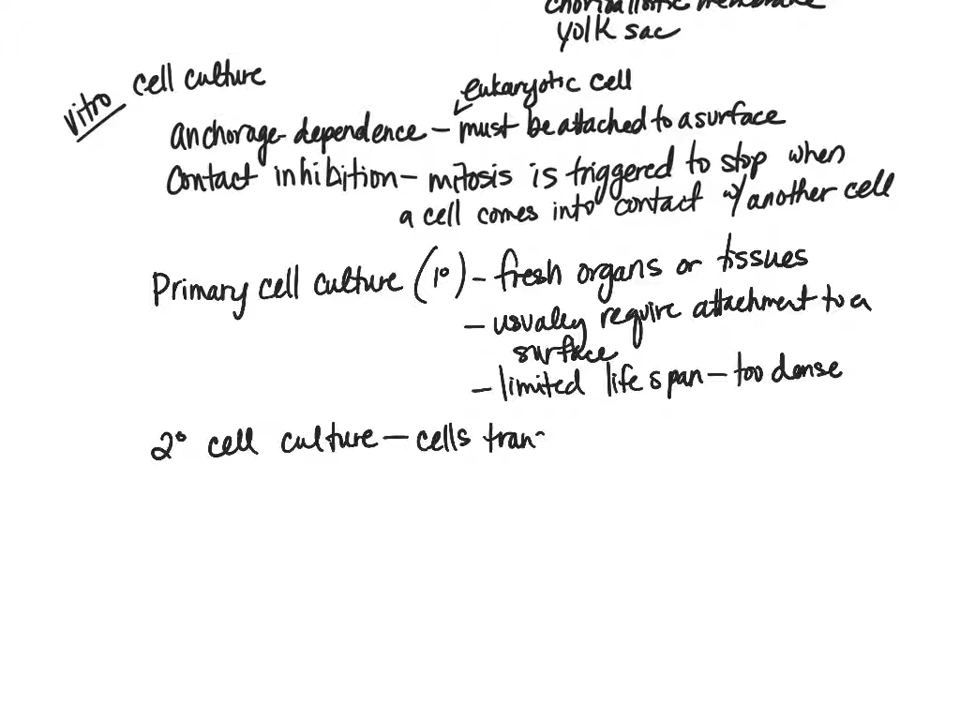 yolk sac
Vitro cell culture
eukaryotic cell
anchorage-dependence – must be attached to a surface
Contact inhibition – mitosis is triggered to stop when
a cell comes into contact w/ another cell
Primary cell culture (1°) – fresh organs or tissues
– usually require attachment to a
surface
– limited life span – too dense
2° cell culture – cells tran